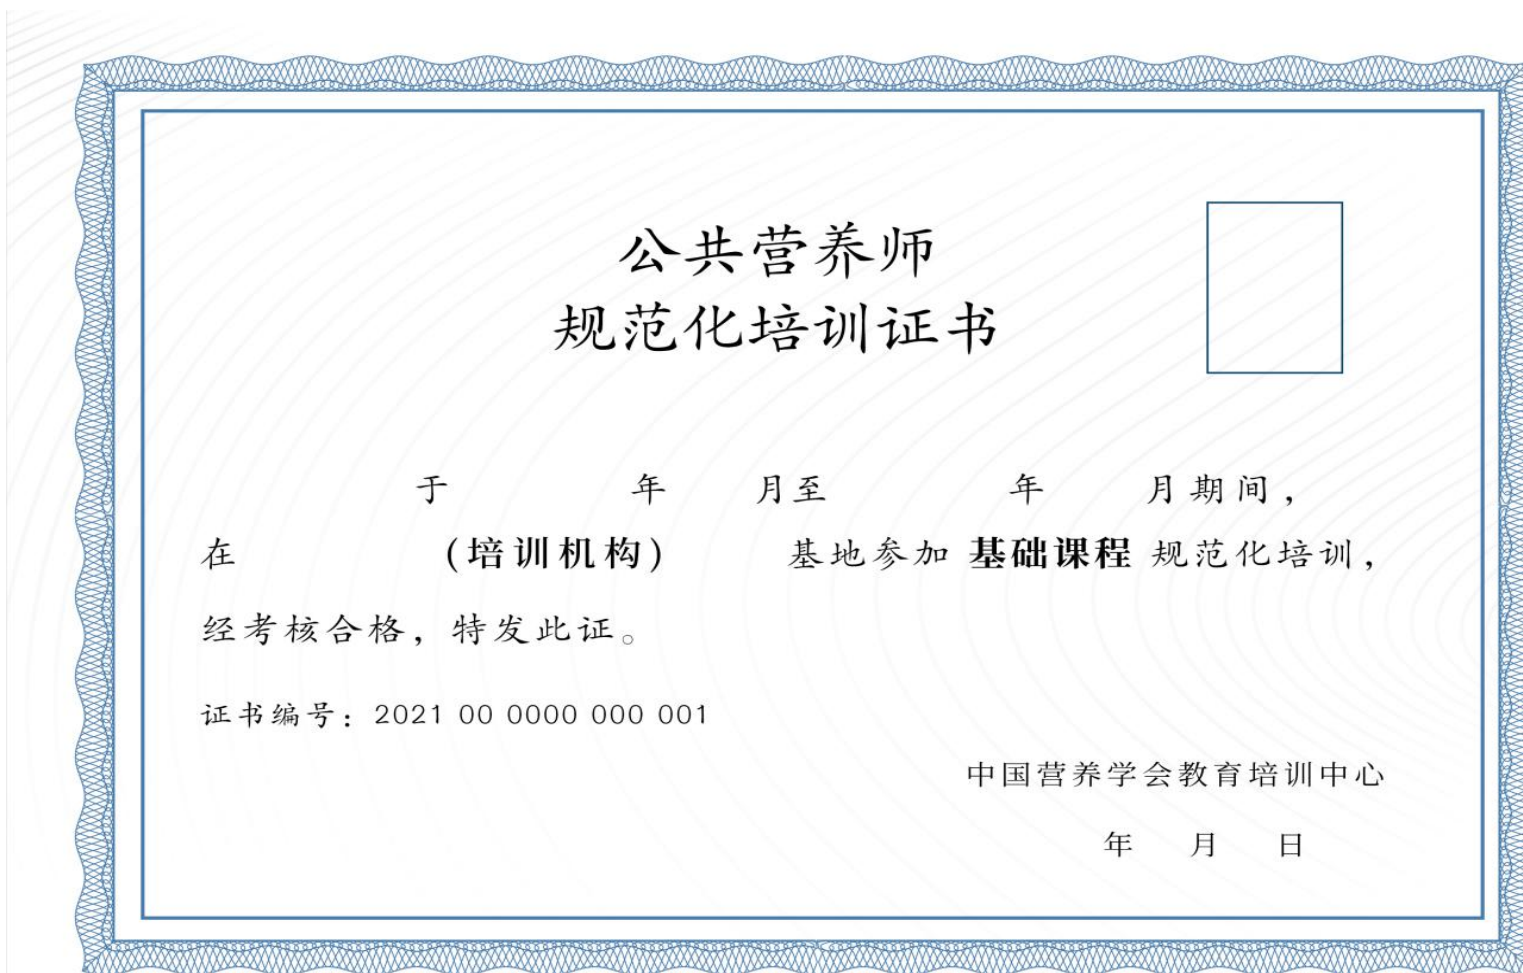 公共营养师
规范化培训证书
于 年 月至 年 月期间，
在 (培训机构) 基地参加 基础课程 规范化培训，
经考核合格，特发此证。
证书编号：2021 00 0000 000 001
中国营养学会教育培训中心
年 月 日